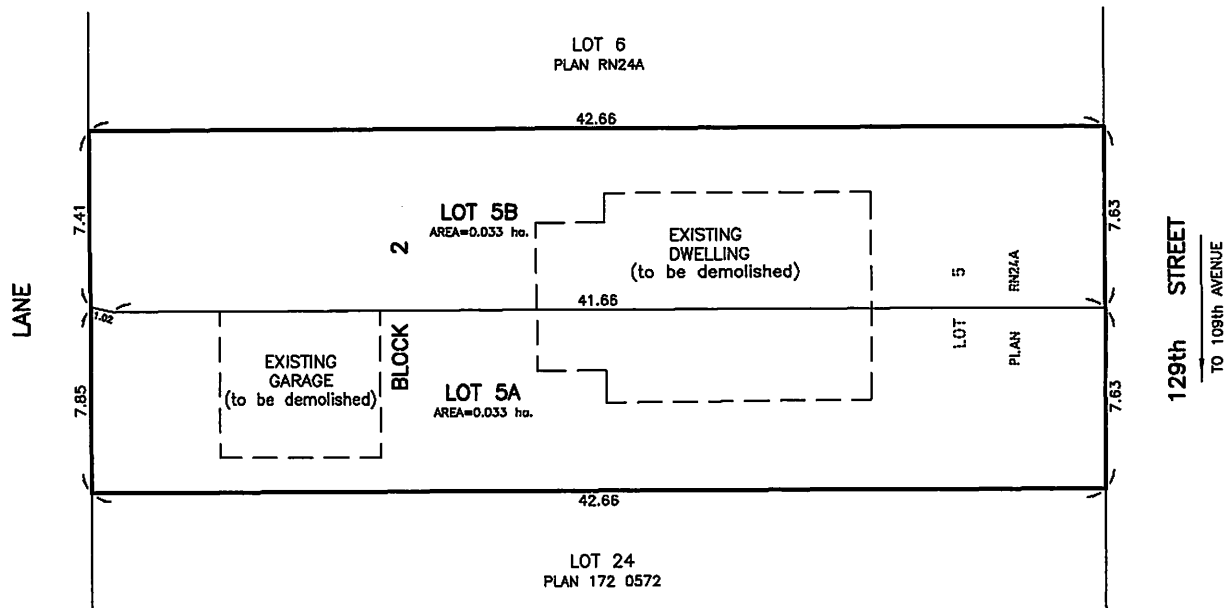 LOT 6
PLAN RN24A
42.66
7.41
LOT 5B
AREA=0.033 ha.
2
EXISTING
DWELLING
(to be demolished)
5
RN24A
7.63
LANE
1.02
41.66
129th STREET
TO 109th AVENUE
EXISTING
GARAGE
(to be demolished)
BLOCK
LOT
PLAN
7.85
LOT 5A
AREA=0.033 ha.
7.63
42.66
LOT 24
PLAN 172 0572